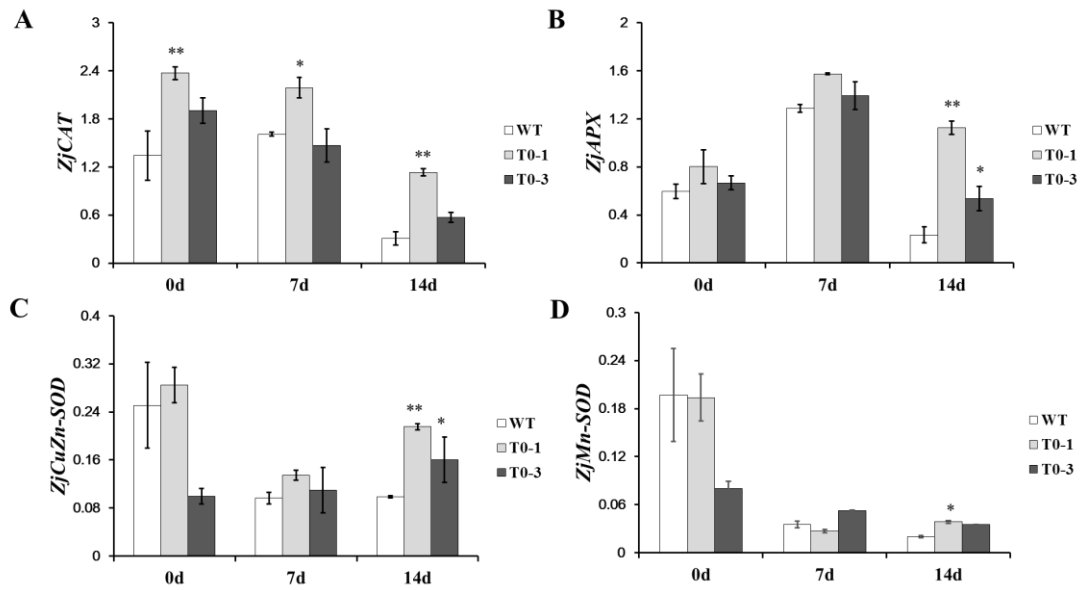 A
ZjCAT
3
2.4
1.8
1.2
0.6
0
**
*
**
0d 7d 14d
WT
T0-1
T0-3
B
ZjAPX
2
1.6
1.2
0.8
0.4
0
**
*
0d 7d 14d
WT
T0-1
T0-3
C
ZjCuZn-SOD
0.4
0.32
0.24
0.16
0.08
0
**
*
0d 7d 14d
WT
T0-1
T0-3
D
ZjMn-SOD
0.3
0.24
0.18
0.12
0.06
0
*
0d 7d 14d
WT
T0-1
T0-3